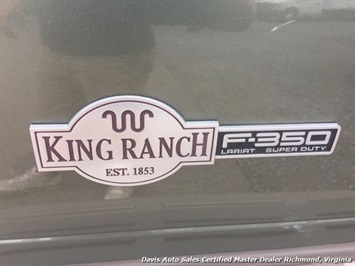 KING RANCH
EST. 1853
F-350
LARIAT SUPER DUTY
Davis Auto Sales Certified Master Dealer Richmond, Virginia